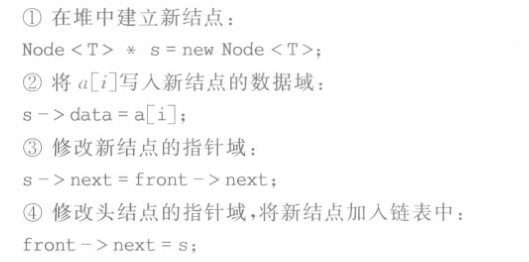 ① 在堆中建立新结点：
Node <T> * s = new Node <T>;
② 将 a[i]写入新结点的数据域：
s -> data = a[i];
③ 修改新结点的指针域：
s -> next = front -> next;
④ 修改头结点的指针域,将新结点加入链表中：
front -> next = s;